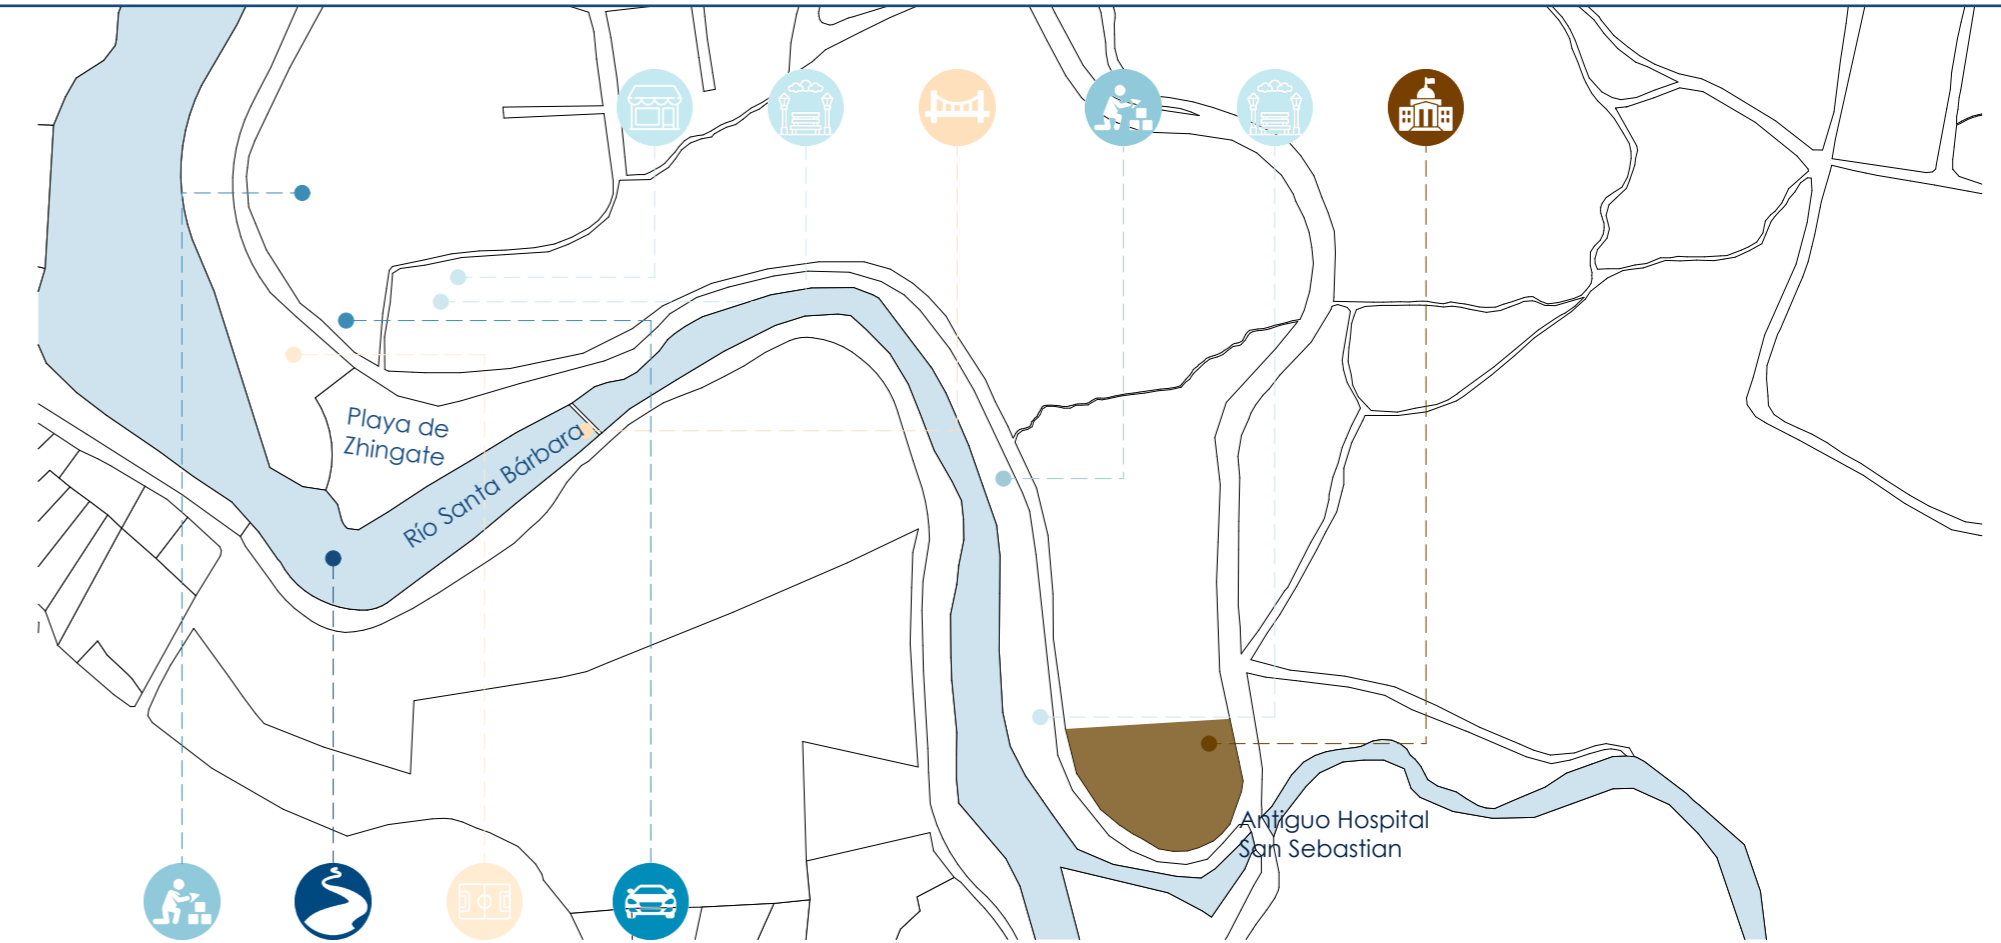 Playa de
Zhingate
Río Santa Bárbara
Antiguo Hospital
San Sebastian